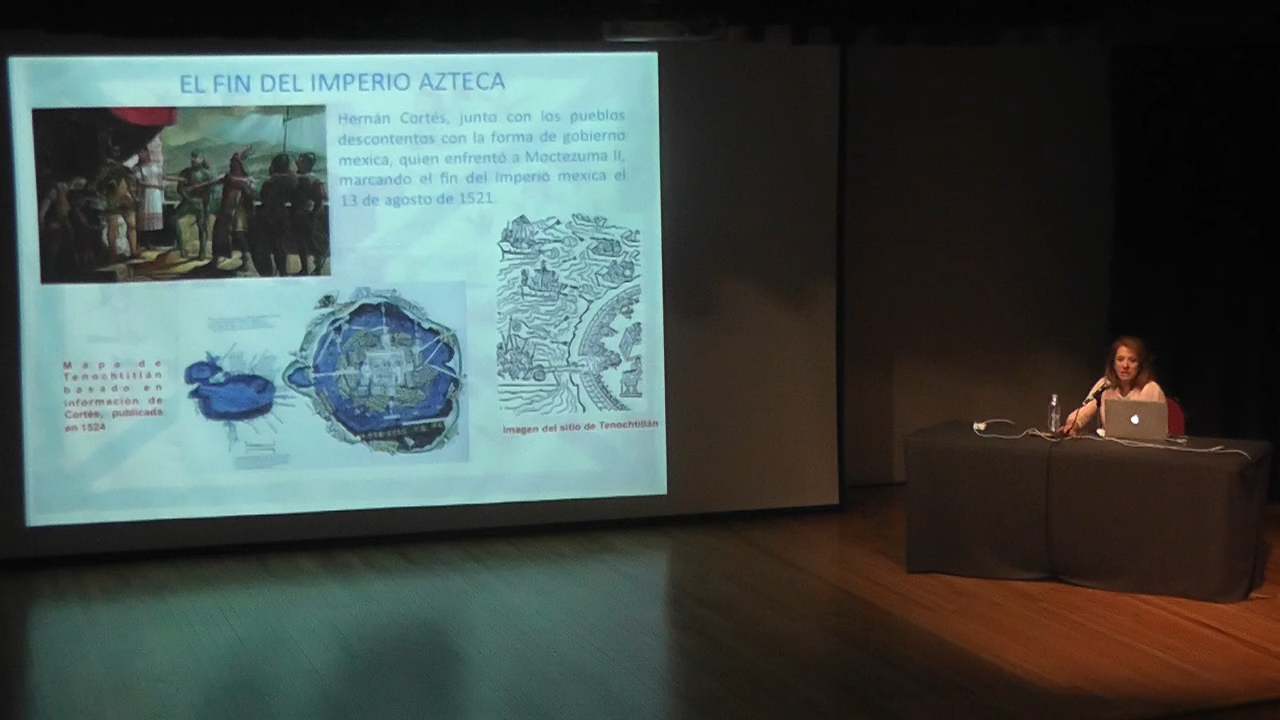 EL FIN DEL IMPERIO AZTECA
Hernán Cortés, junto con los pueblos
descontentos con la forma de gobierno
mexica, quien enfrentó a Moctezuma II,
marcando el fin del Imperio mexica el
13 de agosto de 1521.
Mapa de
Tenochtitlán
basado en
información de
Cortés, publicada
en 1524
Imagen del sitio de Tenochtitlán